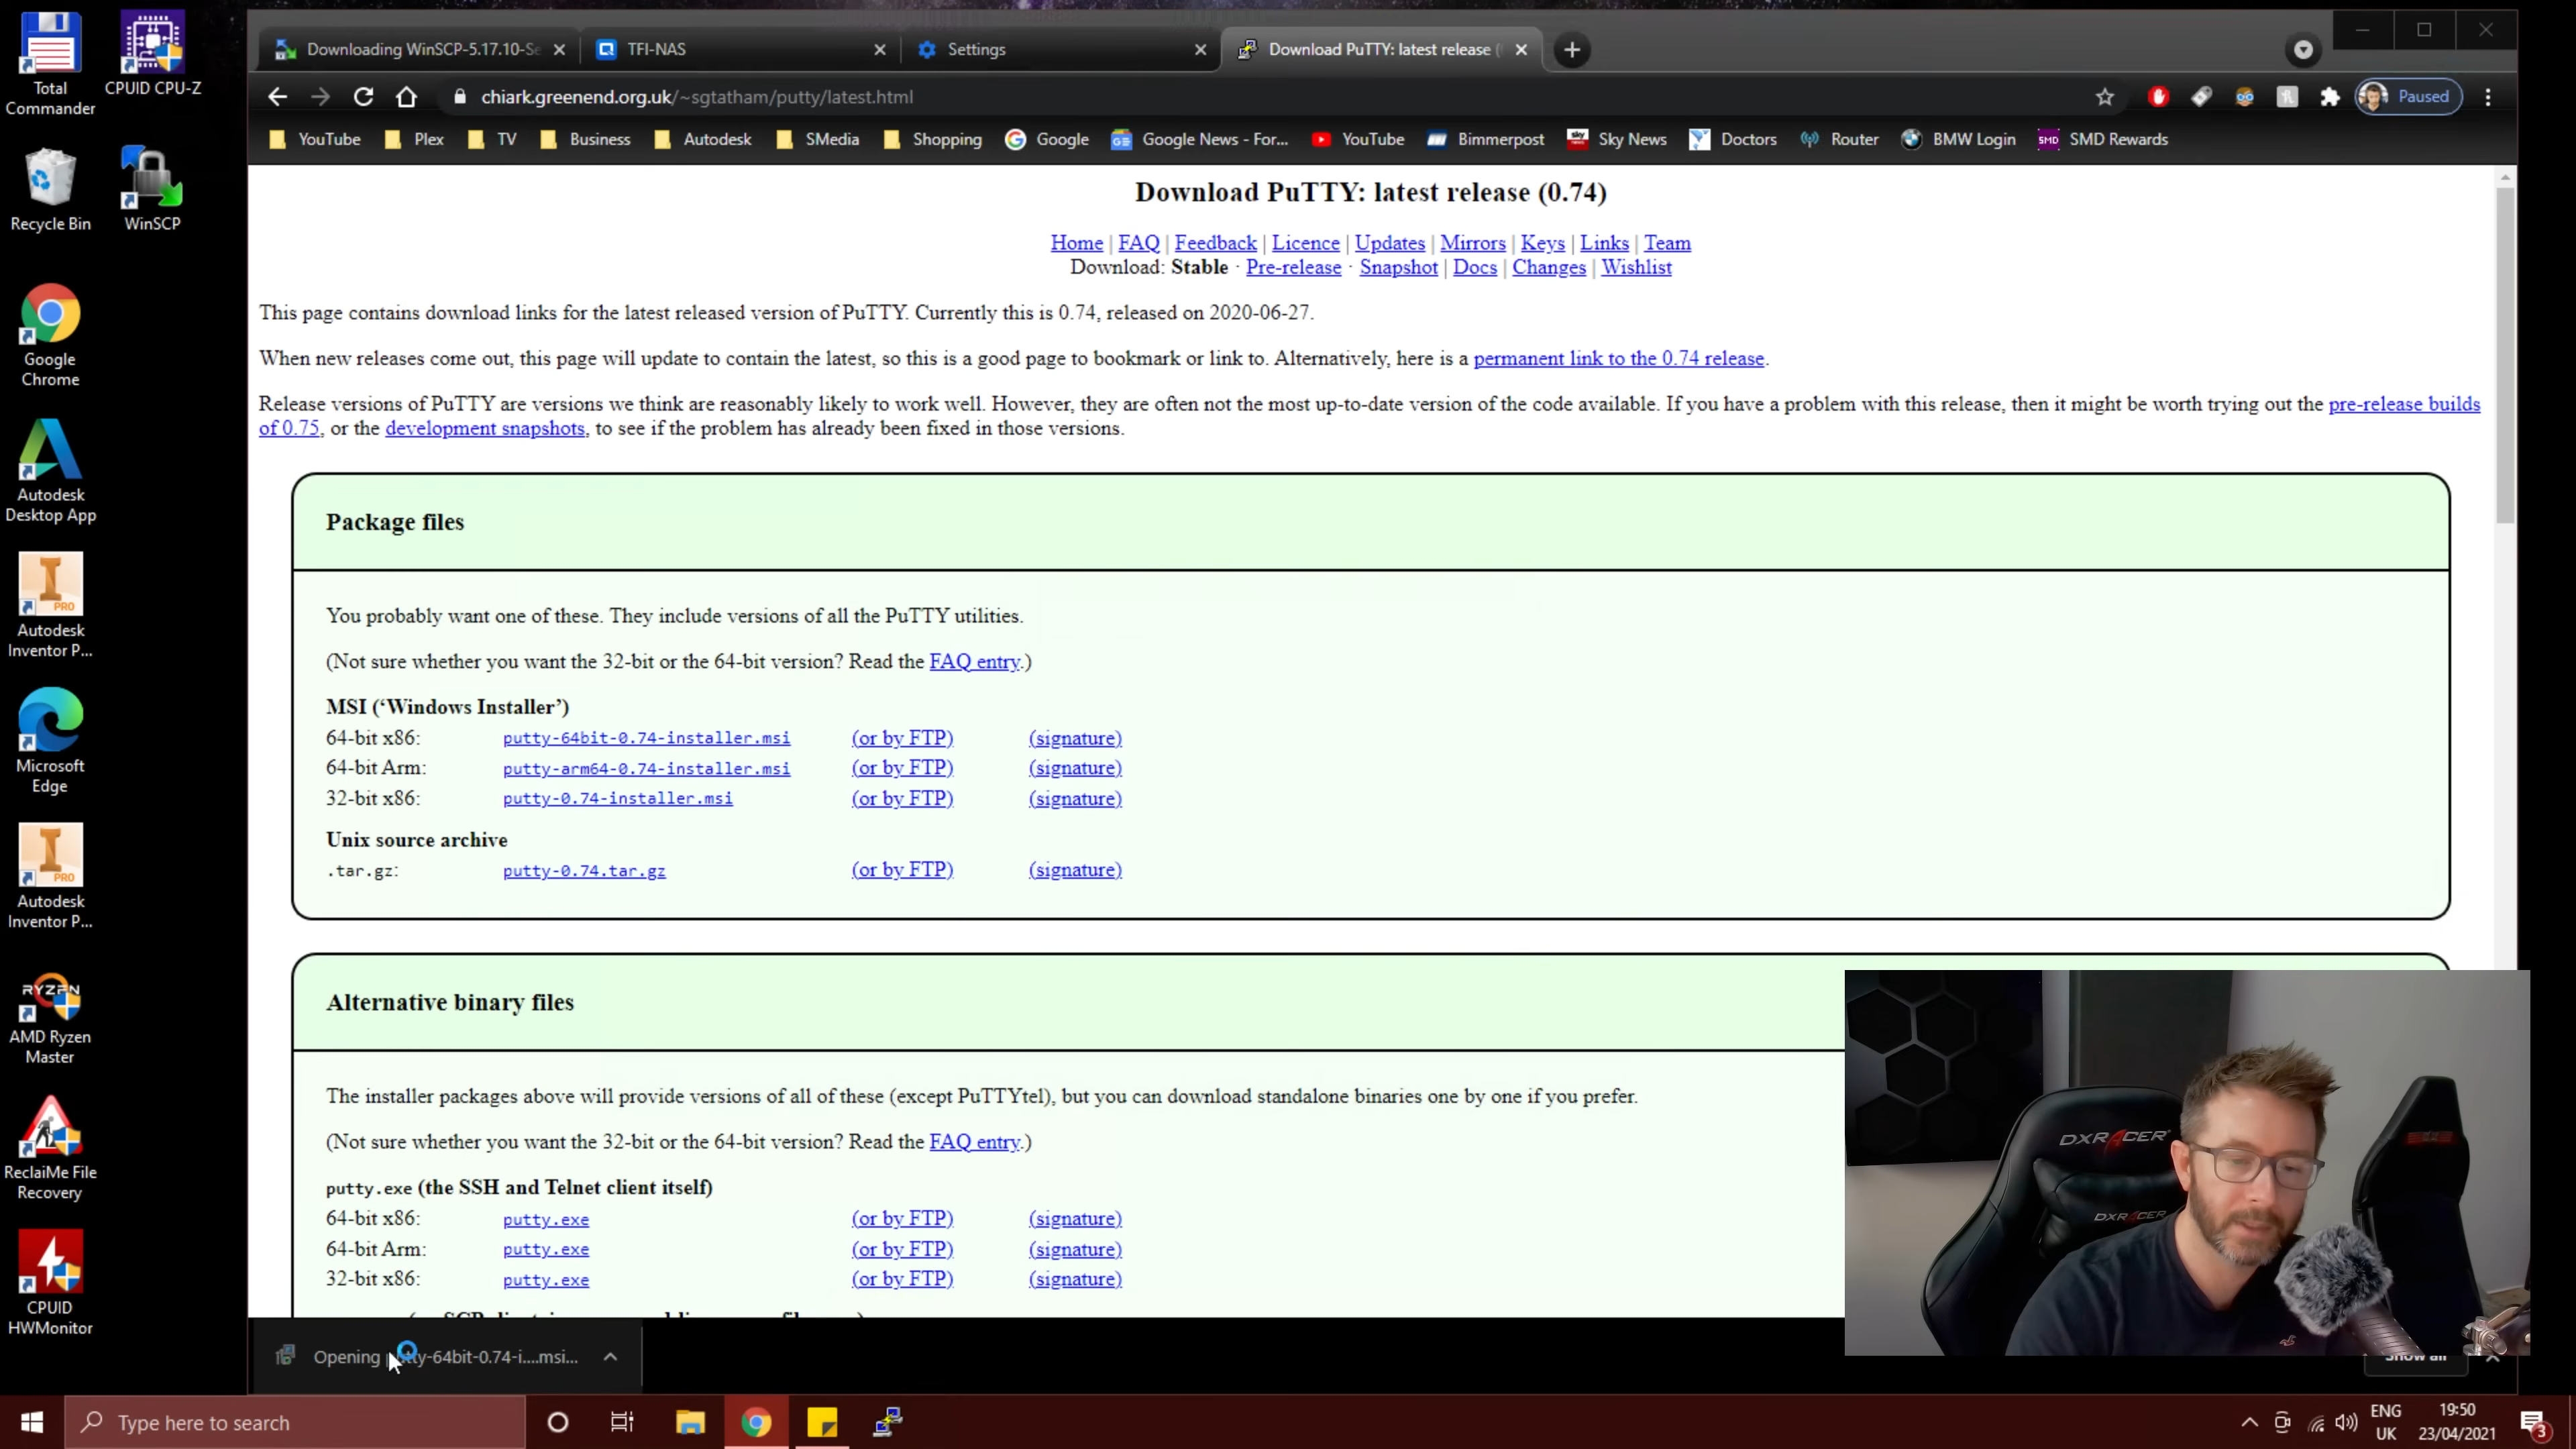 Downloading WinSCP-5.17.10-Se
TFI-NAS
Settings
Download PuTTY: latest release (
chiark.greenend.org.uk/~sgtatham/putty/latest.html
Paused
YouTube
Plex
TV
Business
Autodesk
SMedia
Shopping
Google
Google News - For...
YouTube
Bimmerpost
Sky News
Doctors
Router
BMW Login
SMD
SMD Rewards
Total
Commander
CPUID CPU-Z
Recycle Bin
WinSCP
Google
Chrome
Autodesk
Desktop App
PRO
Autodesk
Inventor P...
Microsoft
Edge
PRO
Autodesk
Inventor P...
RYZEN
AMD Ryzen
Master
ReclaiMe File
Recovery
CPUID
HWMonitor
Download PuTTY: latest release (0.74)
Home | FAQ | Feedback | Licence | Updates | Mirrors | Keys | Links | Team
Download: Stable · Pre-release · Snapshot | Docs | Changes | Wishlist
This page contains download links for the latest released version of PuTTY. Currently this is 0.74, released on 2020-06-27.
When new releases come out, this page will update to contain the latest, so this is a good page to bookmark or link to. Alternatively, here is a permanent link to the 0.74 release.
Release versions of PuTTY are versions we think are reasonably likely to work well. However, they are often not the most up-to-date version of the code available. If you have a problem with this release, then it might be worth trying out the pre-release builds
of 0.75, or the development snapshots, to see if the problem has already been fixed in those versions.
Package files
You probably want one of these. They include versions of all the PuTTY utilities.
(Not sure whether you want the 32-bit or the 64-bit version? Read the FAQ entry.)
MSI (‘Windows Installer’)
64-bit x86: putty-64bit-0.74-installer.msi (or by FTP) (signature)
64-bit Arm: putty-arm64-0.74-installer.msi (or by FTP) (signature)
32-bit x86: putty-0.74-installer.msi (or by FTP) (signature)
Unix source archive
.tar.gz: putty-0.74.tar.gz (or by FTP) (signature)
Alternative binary files
The installer packages above will provide versions of all of these (except PuTTYtel), but you can download standalone binaries one by one if you prefer.
(Not sure whether you want the 32-bit or the 64-bit version? Read the FAQ entry.)
putty.exe (the SSH and Telnet client itself)
64-bit x86: putty.exe (or by FTP) (signature)
64-bit Arm: putty.exe (or by FTP) (signature)
32-bit x86: putty.exe (or by FTP) (signature)
DXRACER
DXRACER
Opening putty-64bit-0.74-i....msi...
Show all
Type here to search
ENG
UK
19:50
23/04/2021
3